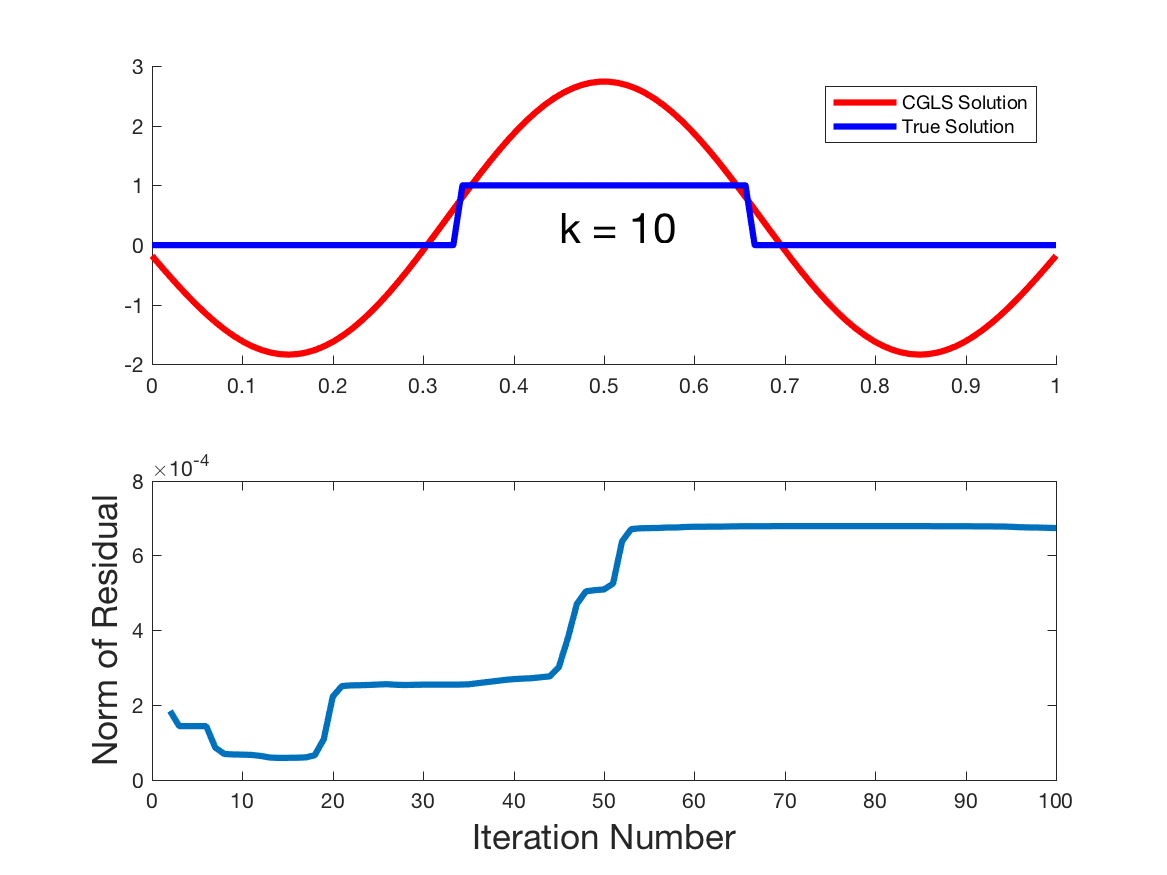 3
2
1
0
-1
-2
0 0.1 0.2 0.3 0.4 0.5 0.6 0.7 0.8 0.9 1
CGLS Solution
True Solution
k = 10
×10-4
8
6
4
2
0
0 10 20 30 40 50 60 70 80 90 100
Norm of Residual
Iteration Number